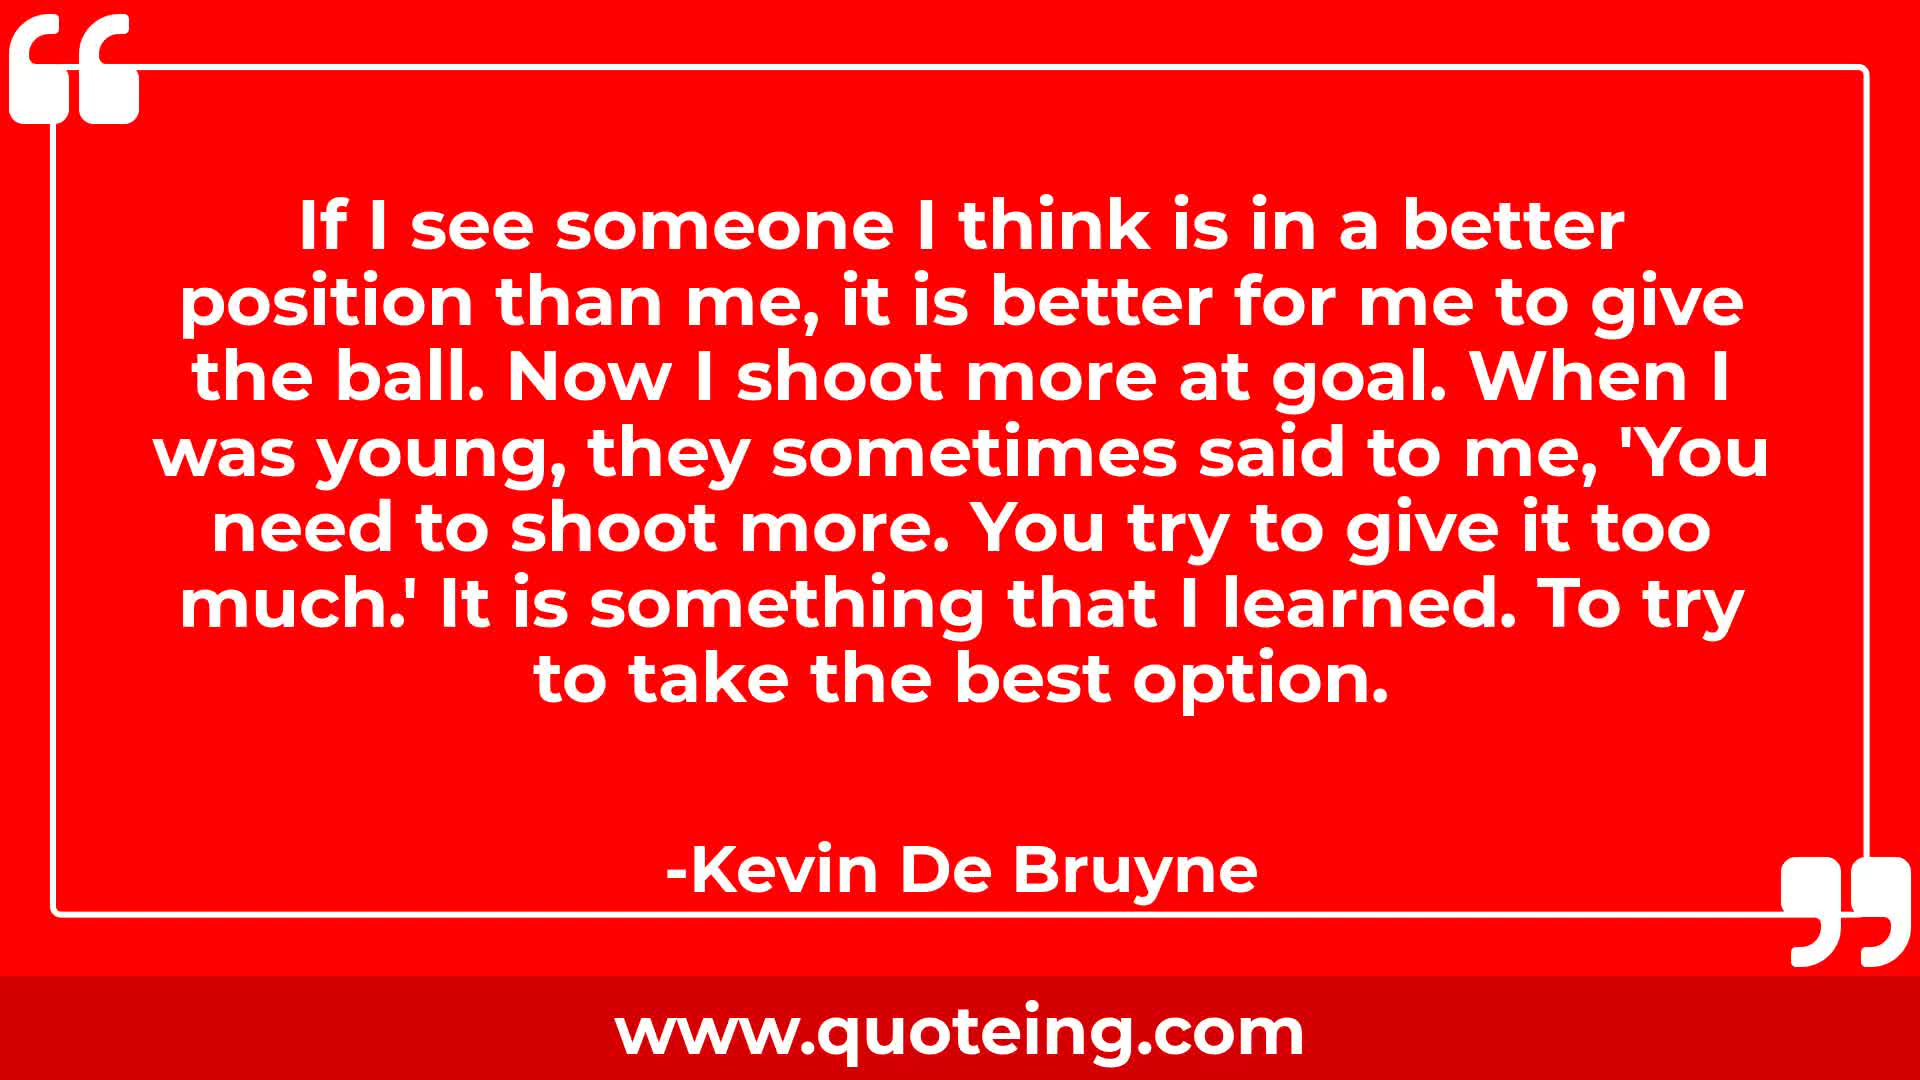 If I see someone I think is in a better
position than me, it is better for me to give
the ball. Now I shoot more at goal. When I
was young, they sometimes said to me, 'You
need to shoot more. You try to give it too
much.' It is something that I learned. To try
to take the best option.
-Kevin De Bruyne
www.quoteing.com